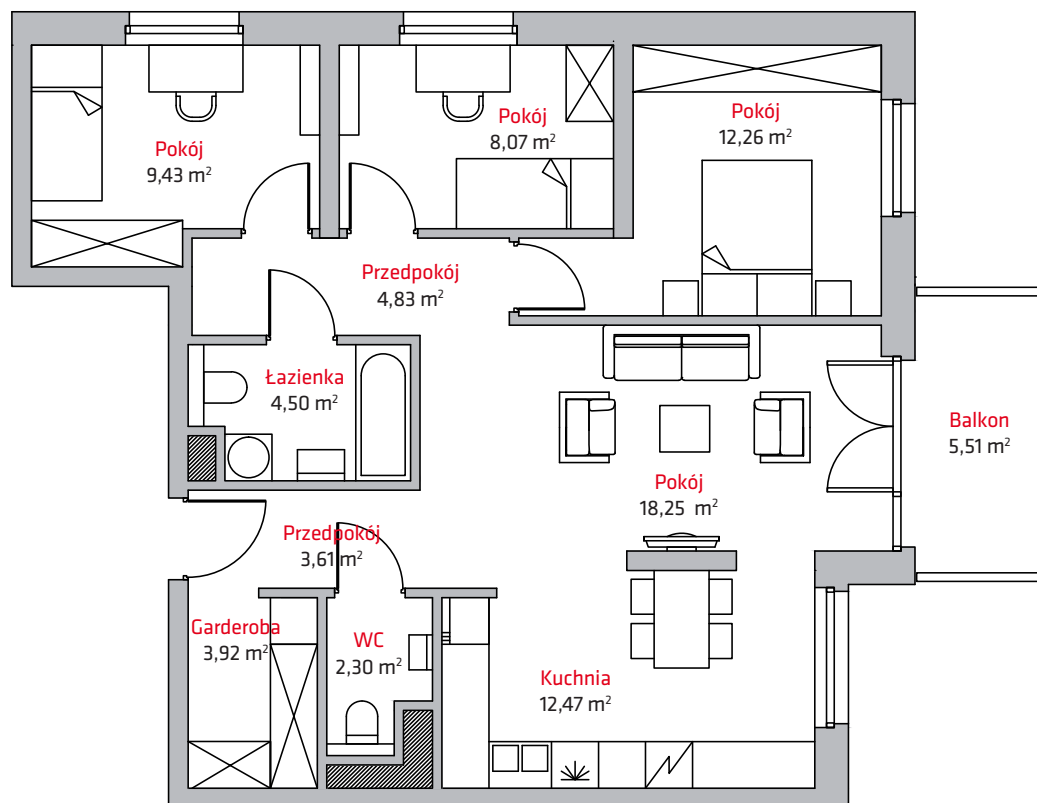 Pokój
9,43 m²
Pokój
8,07 m²
Pokój
12,26 m²
Przedpokój
4,83 m²
Łazienka
4,50 m²
Balkon
5,51 m²
Pokój
18,25 m²
Przedpokój
3,61 m²
Garderoba
3,92 m²
WC
2,30 m²
Kuchnia
12,47 m²